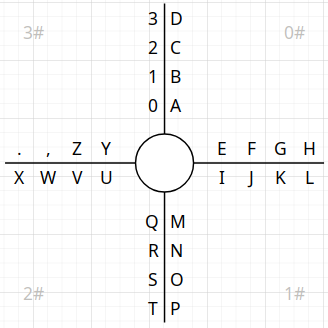 3 D
3# 0#
2 C
1 B
0 A
. , Z Y E F G H
X W V U I J K L
Q M
R N
S O
2# 1#
T P